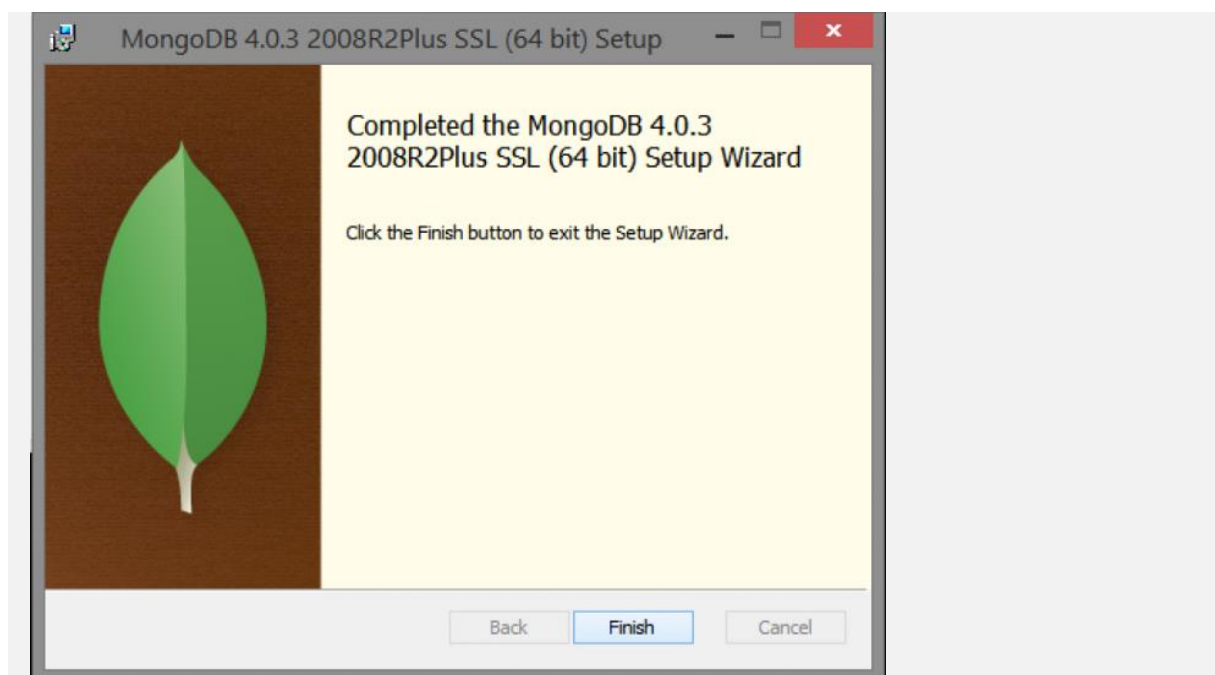 MongoDB 4.0.3 2008R2Plus SSL (64 bit) Setup
Completed the MongoDB 4.0.3
2008R2Plus SSL (64 bit) Setup Wizard
Click the Finish button to exit the Setup Wizard.
Back Finish Cancel